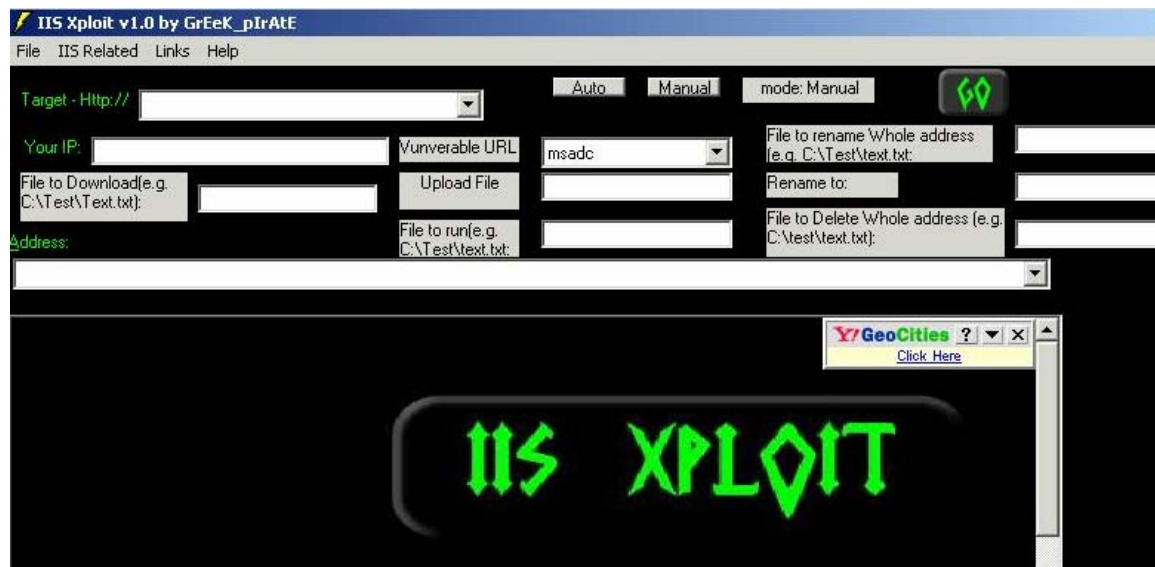 IIS Xploit v1.0 by GrEeK_pIrAtE
File IIS Related Links Help
Target - Http://
Auto
Manual
mode: Manual
GO
Your IP:
Vunverable URL
msadc
File to rename Whole address
(e.g. C:\Test\text.txt:
File to Download(e.g.
C:\Test\Text.txt):
Upload File
Rename to:
File to run(e.g.
C:\Test\text.txt:
File to Delete Whole address (e.g.
C:\test\text.txt):
Address:
Y! GeoCities ? X
Click Here
IIS XPLOIT